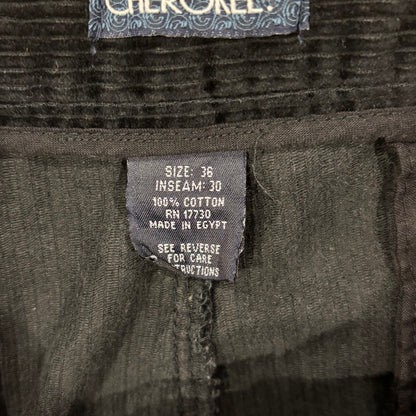 CHEROKEE.
SIZE: 36
INSEAM: 30
100% COTTON
RN 17730
MADE IN EGYPT
SEE REVERSE
FOR CARE
INSTRUCTIONS